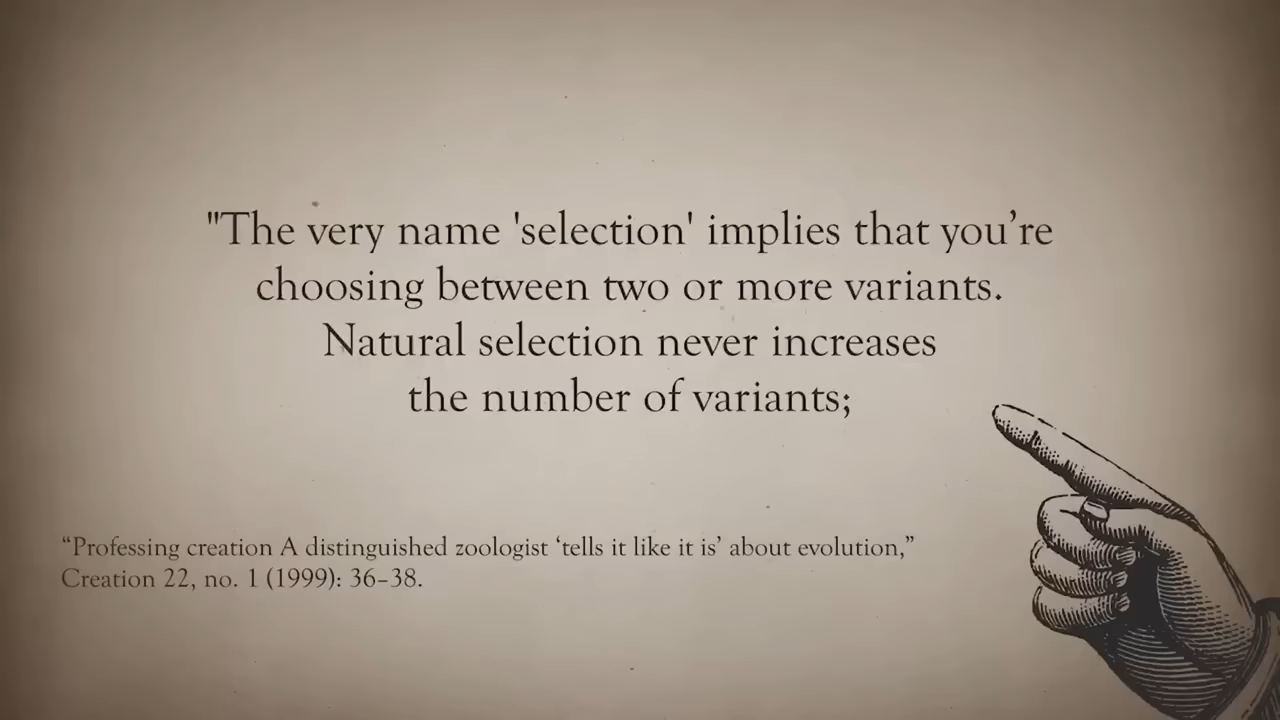 "The very name 'selection' implies that you’re
choosing between two or more variants.
Natural selection never increases
the number of variants;
“Professing creation A distinguished zoologist ‘tells it like it is’ about evolution,”
Creation 22, no. 1 (1999): 36–38.